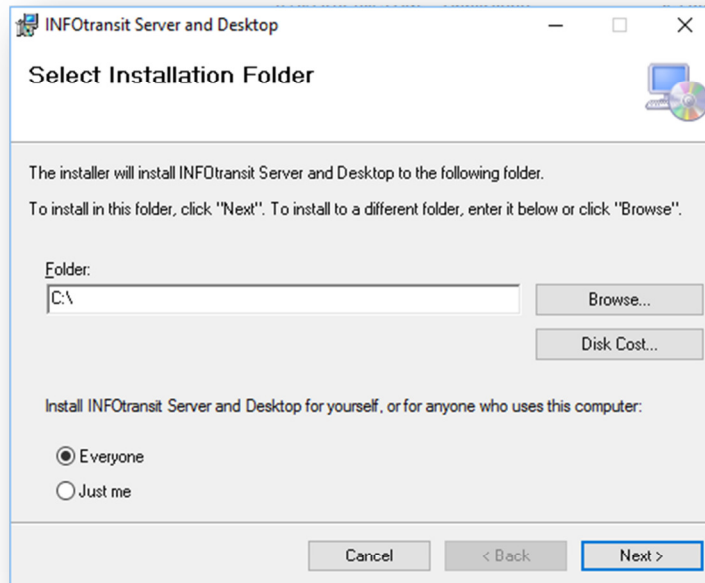 INFOtransit Server and Desktop
Select Installation Folder
The installer will install INFOtransit Server and Desktop to the following folder.
To install in this folder, click "Next". To install to a different folder, enter it below or click "Browse".
Folder:
C:\
Browse...
Disk Cost...
Install INFOtransit Server and Desktop for yourself, or for anyone who uses this computer:
Everyone
Just me
Cancel
< Back
Next >